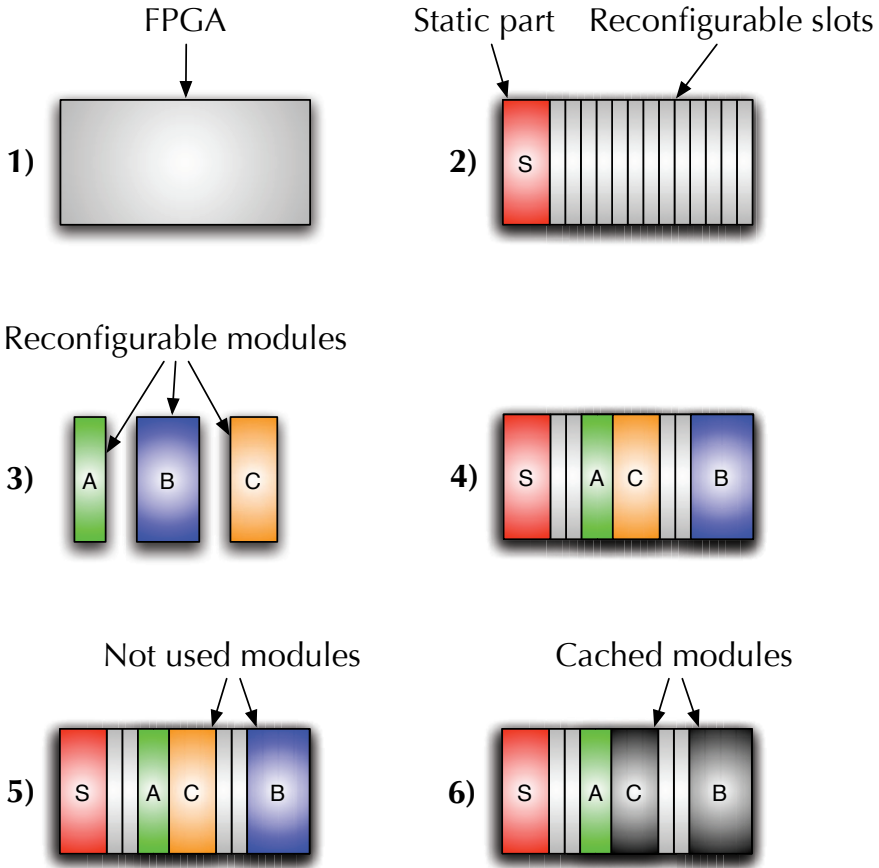 FPGA
Static part
Reconfigurable slots
1)
2)
S
Reconfigurable modules
3)
A
B
C
4)
S
A
C
B
Not used modules
Cached modules
5)
S
A
C
B
6)
S
A
C
B